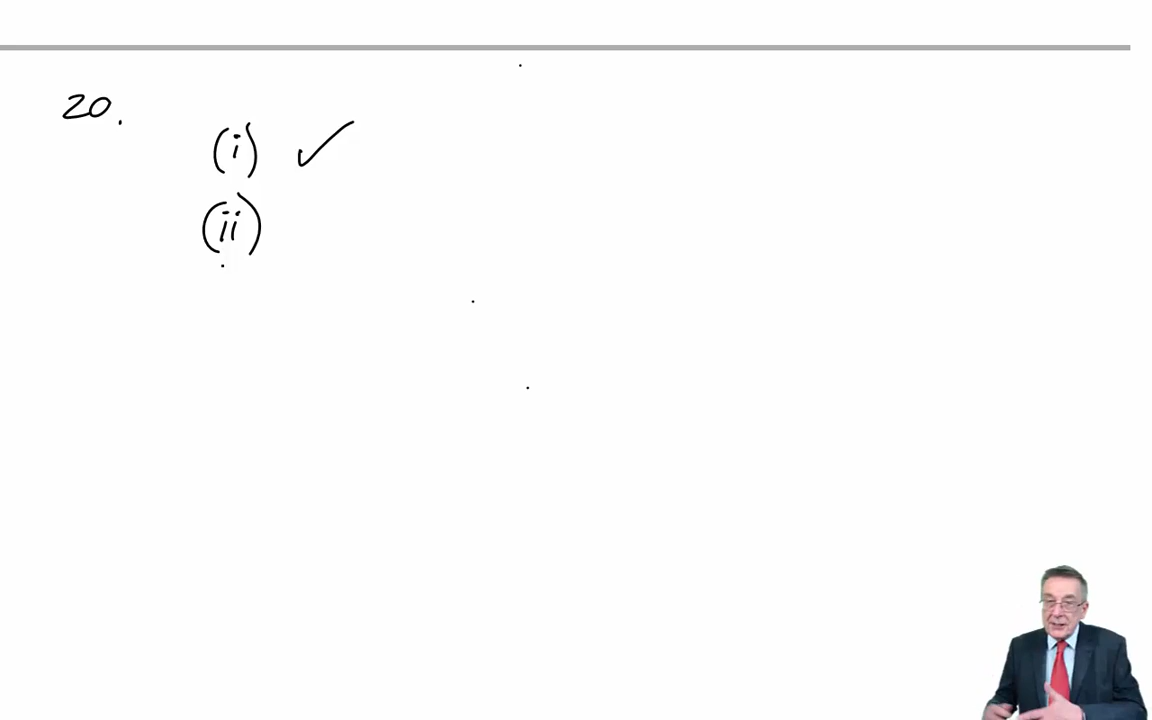 20.
(i) ✓
(ii)